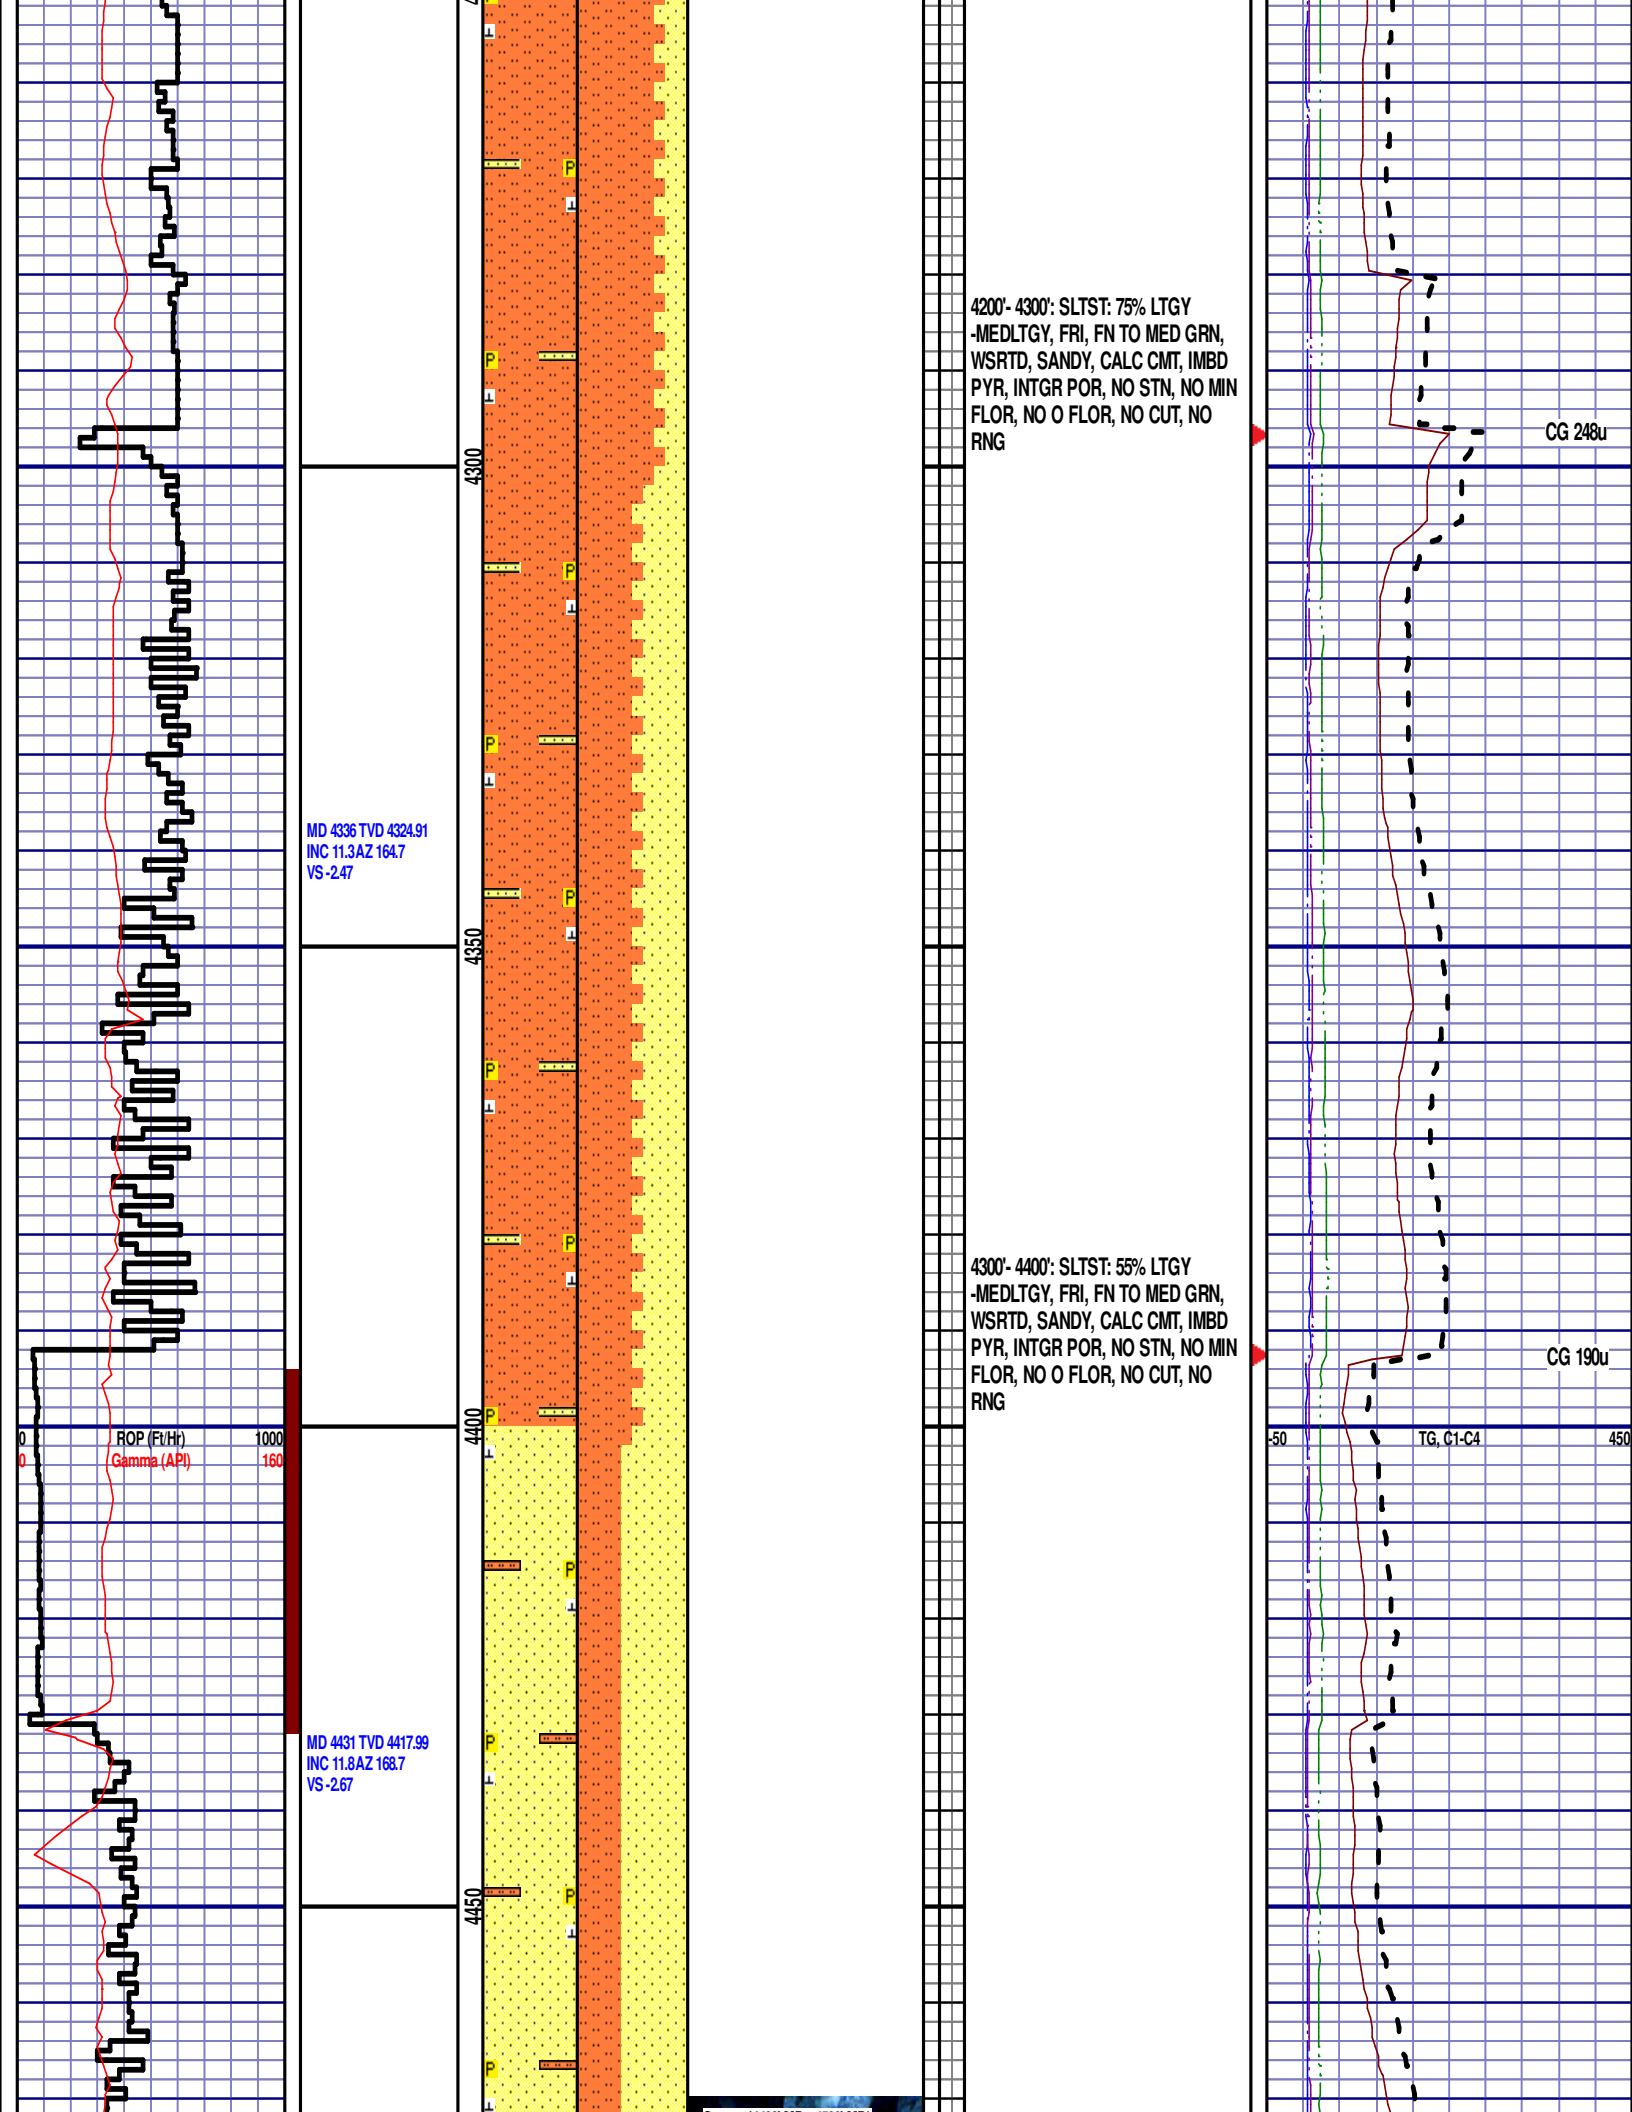 4200'- 4300': SLTST: 75% LTGY
-MEDLTGY, FRI, FN TO MED GRN,
WSRTD, SANDY, CALC CMT, IMBD
PYR, INTGR POR, NO STN, NO MIN
FLOR, NO O FLOR, NO CUT, NO
RNG
CG 248u
4300
MD 4336 TVD 4324.91
INC 11.3AZ 164.7
VS -2.47
4350
4300'- 4400': SLTST: 55% LTGY
-MEDLTGY, FRI, FN TO MED GRN,
WSRTD, SANDY, CALC CMT, IMBD
PYR, INTGR POR, NO STN, NO MIN
FLOR, NO O FLOR, NO CUT, NO
RNG
CG 190u
4400
0 ROP (Ft/Hr) 1000
0 Gamma (API) 160
-50 TG, C1-C4 450
MD 4431 TVD 4417.99
INC 11.8AZ 168.7
VS -2.67
4450
P
P
P
P
P
P
P
P
P
P
P
P
P